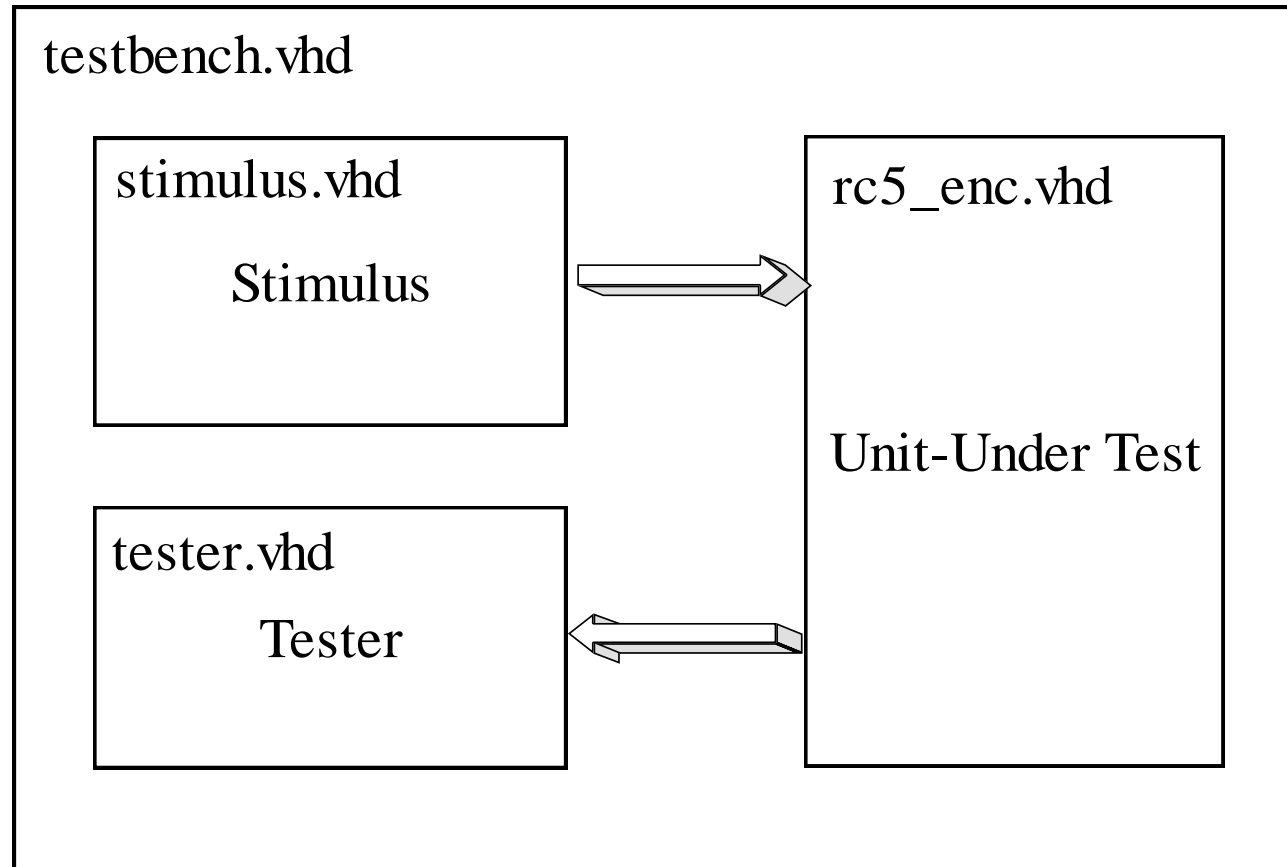 testbench.vhd
stimulus.vhd
Stimulus
rc5_enc.vhd
Unit-Under Test
tester.vhd
Tester